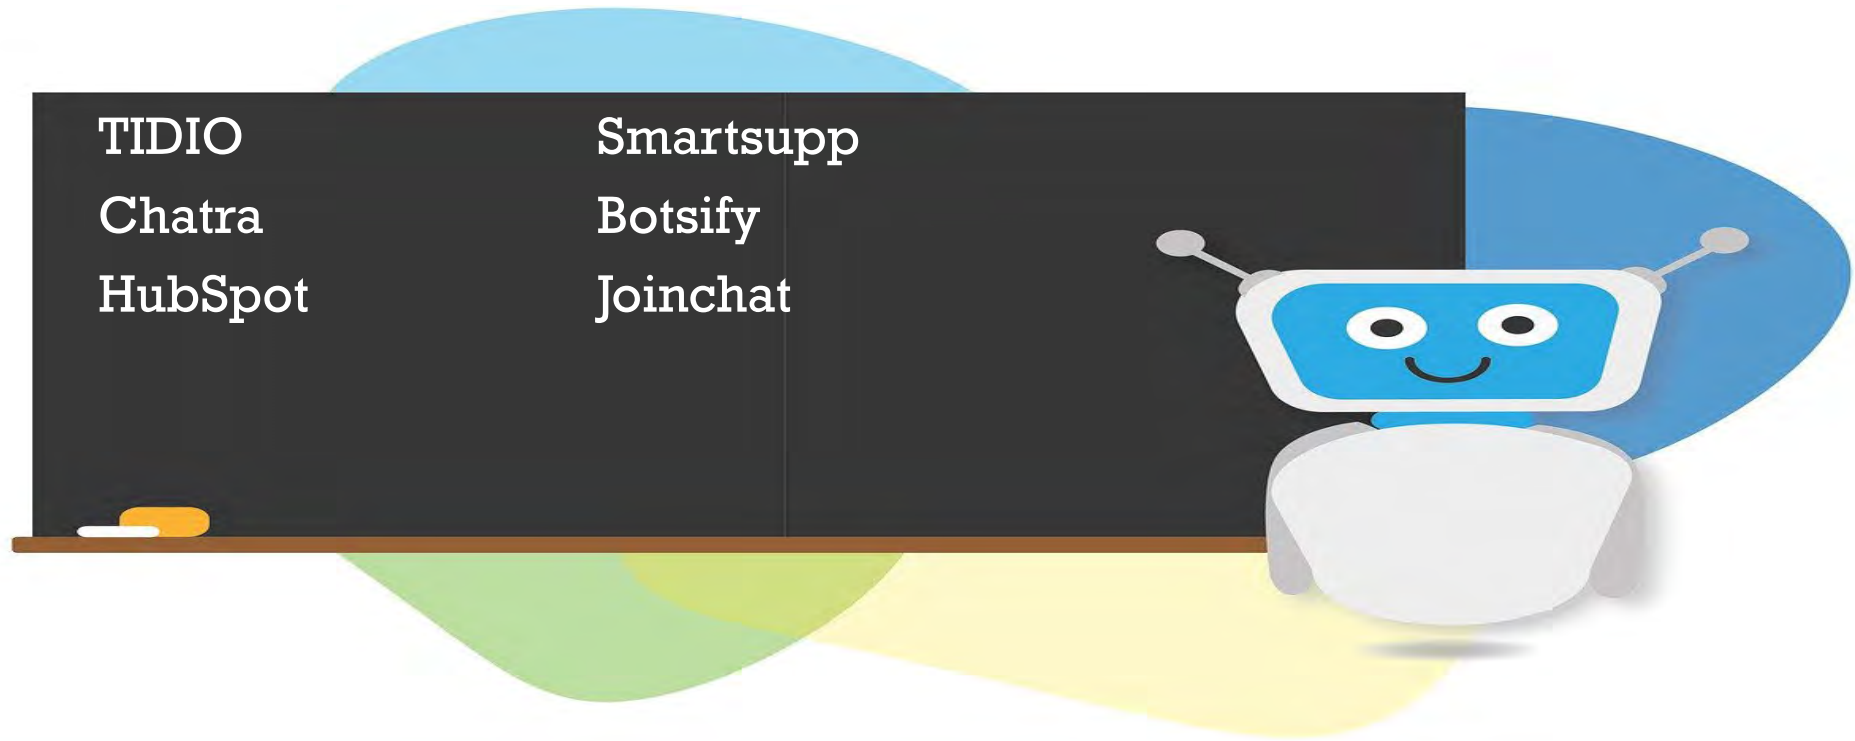 TIDIO
Chatra
HubSpot
Smartsupp
Botsify
Joinchat